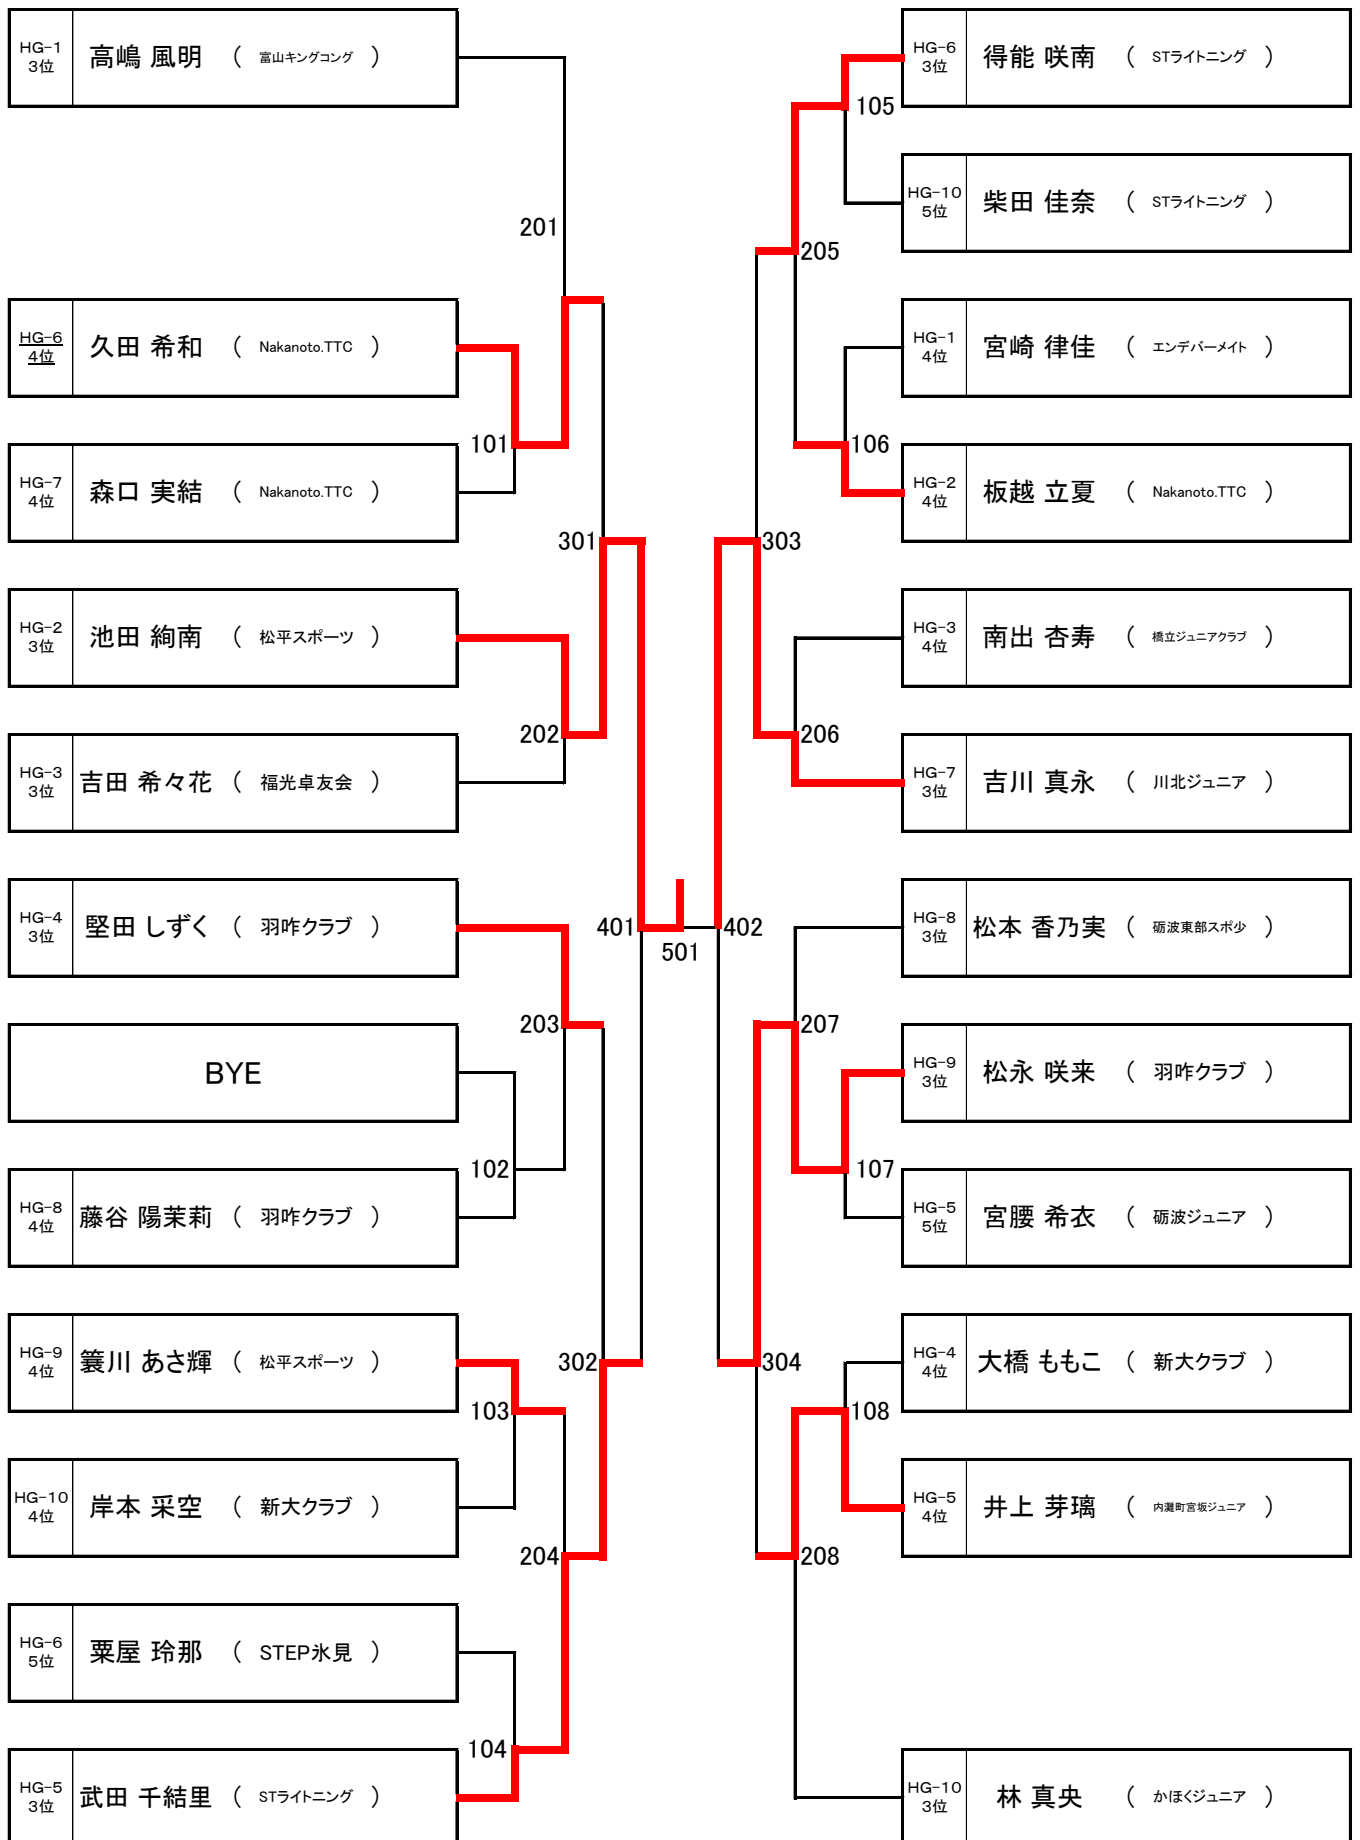 HG-1
3位
高嶋 風明 （ 富山キングコング ）
201
HG-6
4位
久田 希和 （ Nakanoto.TTC ）
101
HG-7
4位
森口 実結 （ Nakanoto.TTC ）
301
HG-2
3位
池田 絢南 （ 松平スポーツ ）
202
HG-3
3位
吉田 希々花 （ 福光卓友会 ）
HG-4
3位
堅田 しずく （ 羽咋クラブ ）
401
203
BYE
102
HG-8
4位
藤谷 陽茉莉 （ 羽咋クラブ ）
HG-9
4位
簑川 あさ輝 （ 松平スポーツ ）
302
103
HG-10
4位
岸本 采空 （ 新大クラブ ）
204
HG-6
5位
粟屋 玲那 （ STEP氷見 ）
104
HG-5
3位
武田 千結里 （ STライトニング ）
501
HG-6
3位
得能 咲南 （ STライトニング ）
105
HG-10
5位
柴田 佳奈 （ STライトニング ）
205
HG-1
4位
宮崎 律佳 （ エンデバーメイト ）
106
HG-2
4位
板越 立夏 （ Nakanoto.TTC ）
303
HG-3
4位
南出 杏寿 （ 橋立ジュニアクラブ ）
206
HG-7
3位
吉川 真永 （ 川北ジュニア ）
402
HG-8
3位
松本 香乃実 （ 砺波東部スポ少 ）
207
HG-9
3位
松永 咲来 （ 羽咋クラブ ）
107
HG-5
5位
宮腰 希衣 （ 砺波ジュニア ）
304
HG-4
4位
大橋 ももこ （ 新大クラブ ）
108
HG-5
4位
井上 芽璃 （ 内灘町宮坂ジュニア ）
208
HG-10
3位
林 真央 （ かほくジュニア ）